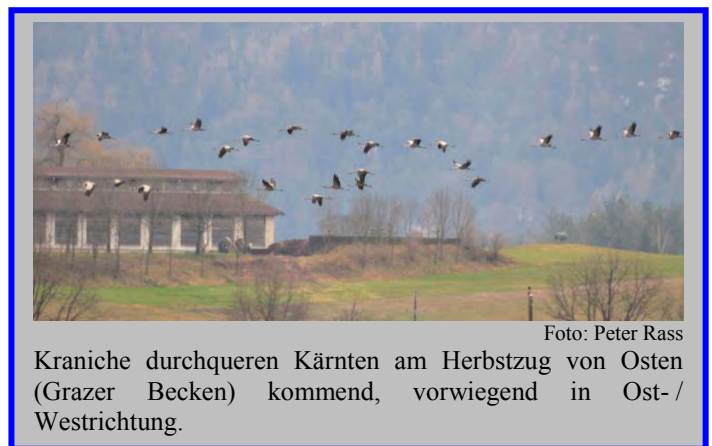 Foto: Peter Rass
Kraniche durchqueren Kärnten am Herbstzug von Osten
(Grazer Becken) kommend, vorwiegend in Ost- /
Westrichtung.